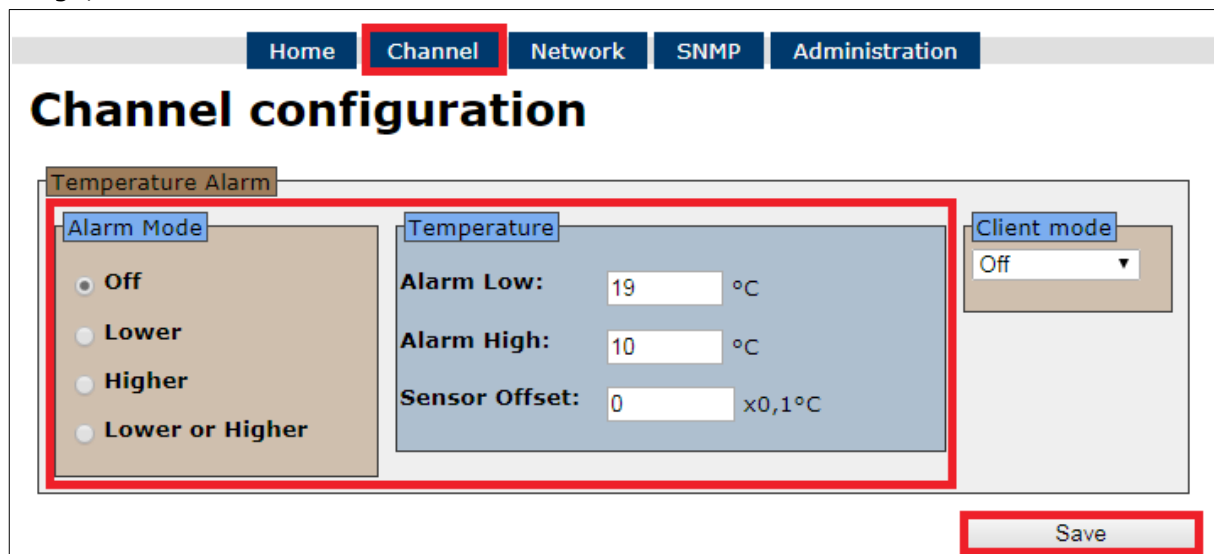 Home Channel Network SNMP Administration
Channel configuration
Temperature Alarm
Alarm Mode
Off
Lower
Higher
Lower or Higher
Temperature
Alarm Low: 19 °C
Alarm High: 10 °C
Sensor Offset: 0 x0,1°C
Client mode
Off
Save